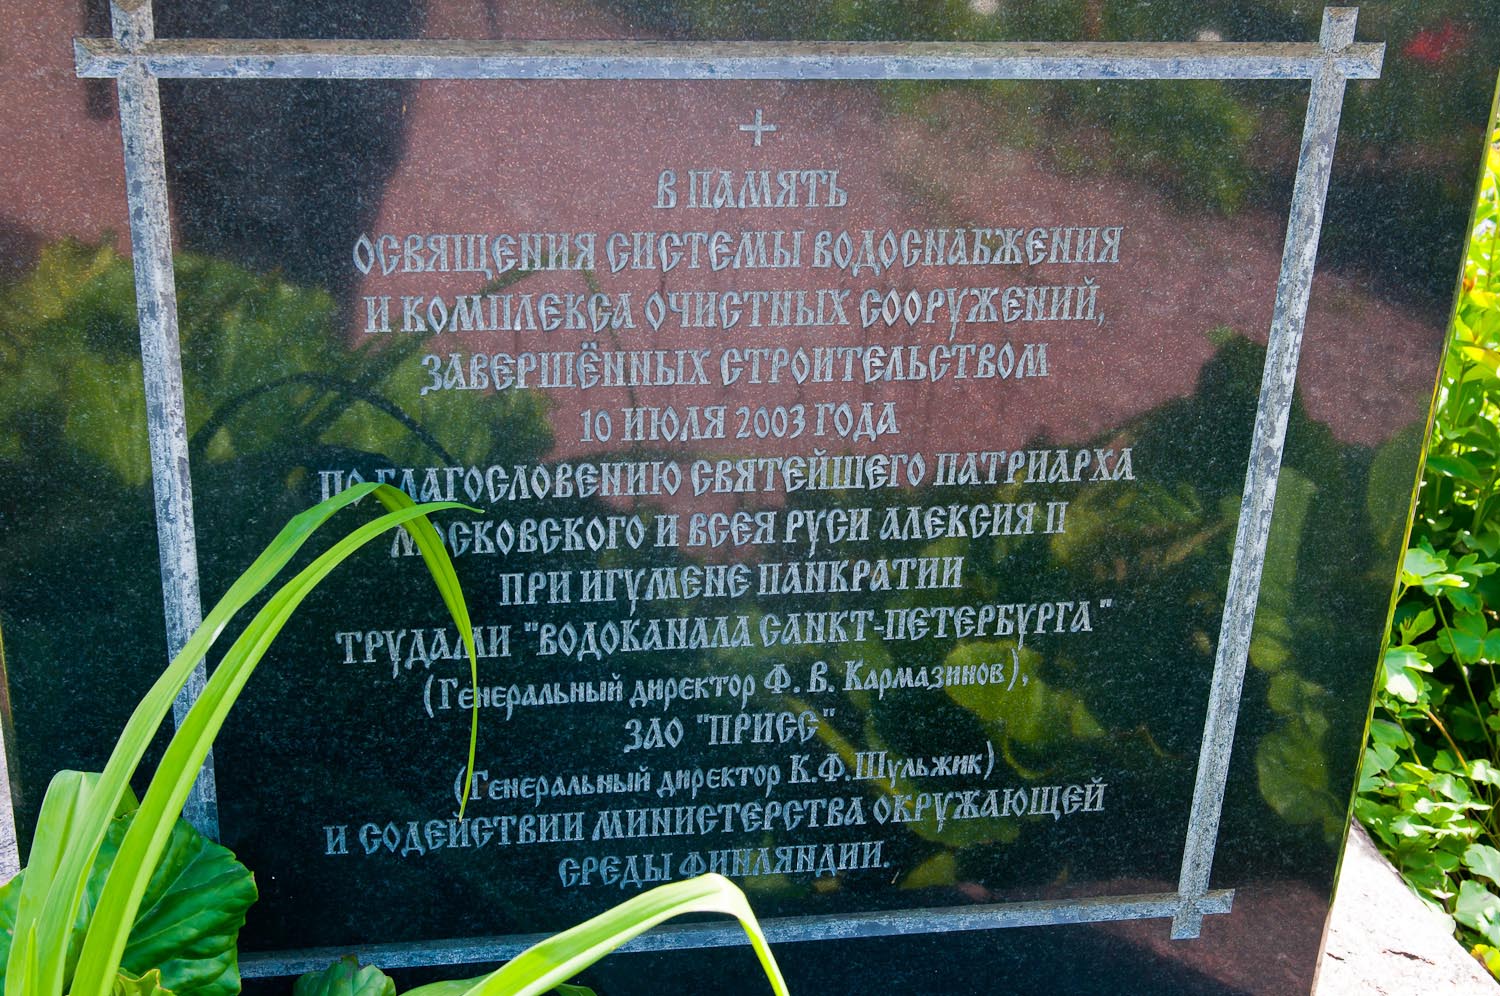 В ПАМЯТЬ
ОСВЯЩЕНИЯ СИСТЕМЫ ВОДОСНАБЖЕНИЯ
И КОМПЛЕКСА ОЧИСТНЫХ СООРУЖЕНИЙ,
ЗАВЕРШЁННЫХ СТРОИТЕЛЬСТВОМ
10 ИЮЛЯ 2003 ГОДА
ПО БЛАГОСЛОВЕНИЮ СВЯТЕЙШЕГО ПАТРИАРХА
МОСКОВСКОГО И ВСЕЯ РУСИ АЛЕКСИЯ II
ПРИ ИГУМЕНЕ ПАНКРАТИИ
ТРУДАМИ "ВОДОКАНАЛА САНКТ-ПЕТЕРБУРГА"
(Генеральный директор Ф. В. Кармазинов),
ЗАО "ПРИСС"
(Генеральный директор К.Ф.Шульжик)
И СОДЕЙСТВИИ МИНИСТЕРСТВА ОКРУЖАЮЩЕЙ
СРЕДЫ ФИНЛЯНДИИ.